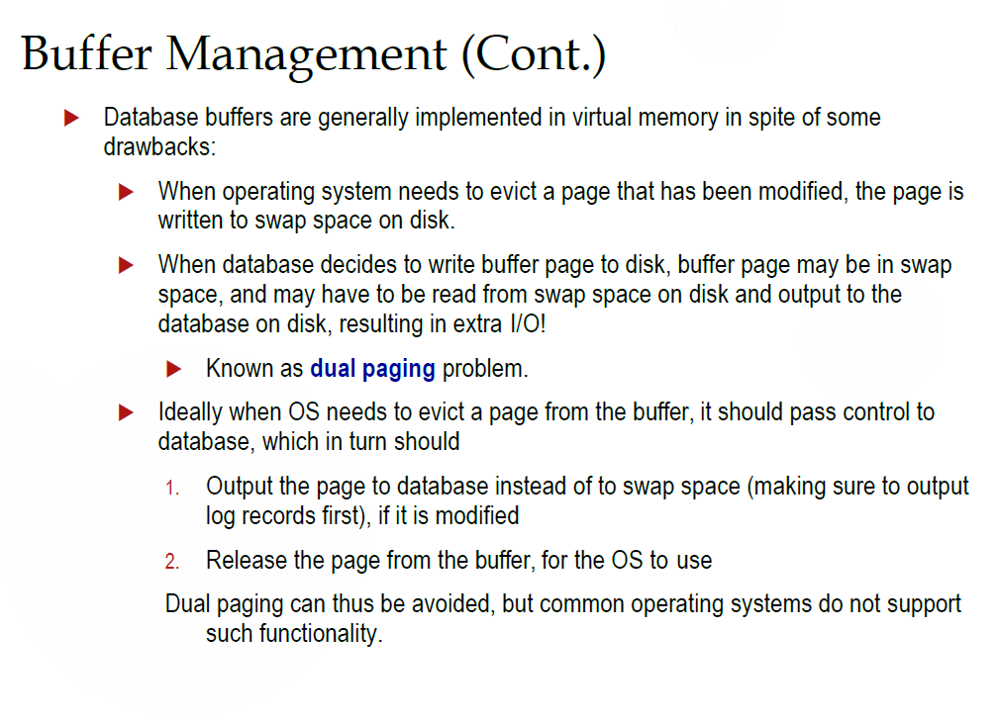 Buffer Management (Cont.)
Database buffers are generally implemented in virtual memory in spite of some
drawbacks:
When operating system needs to evict a page that has been modified, the page is
written to swap space on disk.
When database decides to write buffer page to disk, buffer page may be in swap
space, and may have to be read from swap space on disk and output to the
database on disk, resulting in extra I/O!
Known as dual paging problem.
Ideally when OS needs to evict a page from the buffer, it should pass control to
database, which in turn should
1. Output the page to database instead of to swap space (making sure to output
log records first), if it is modified
2. Release the page from the buffer, for the OS to use
Dual paging can thus be avoided, but common operating systems do not support
such functionality.